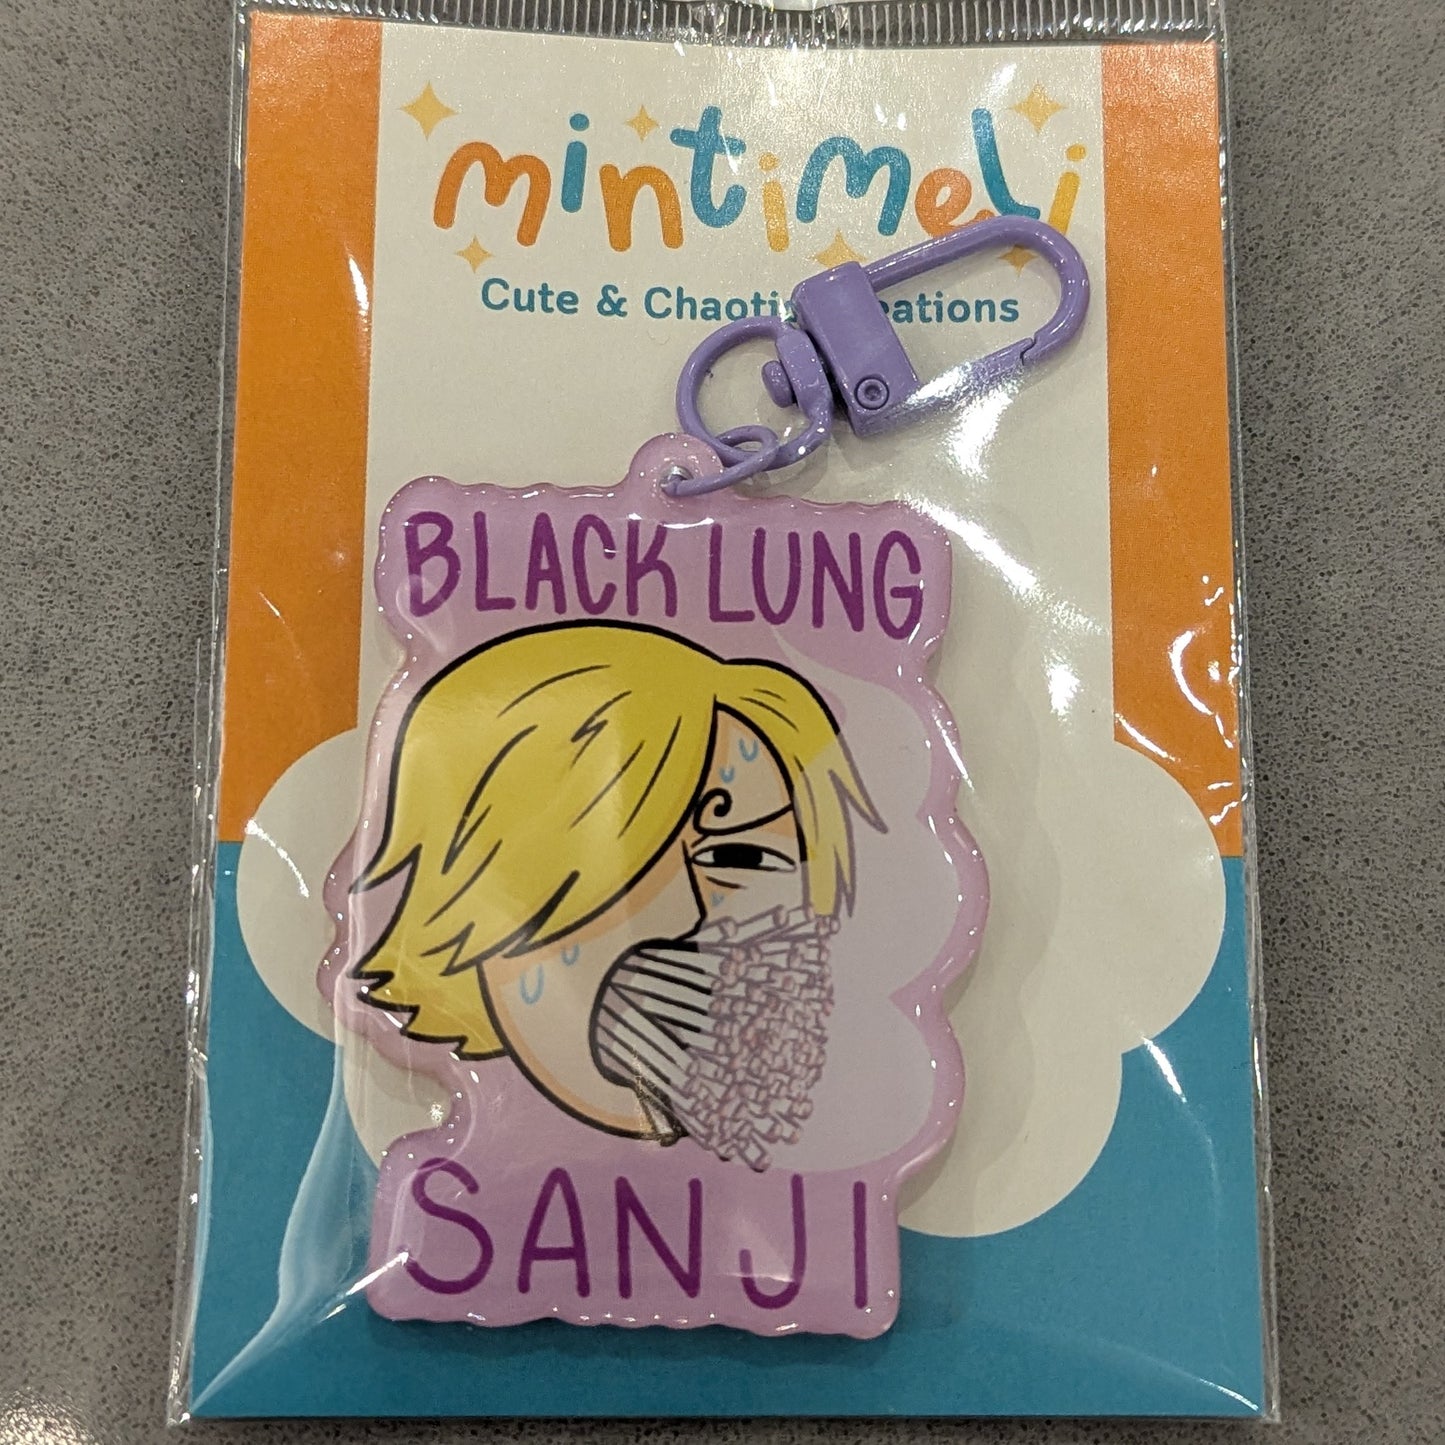 mintimeli
Cute &
BLACK LUNG
SANJI